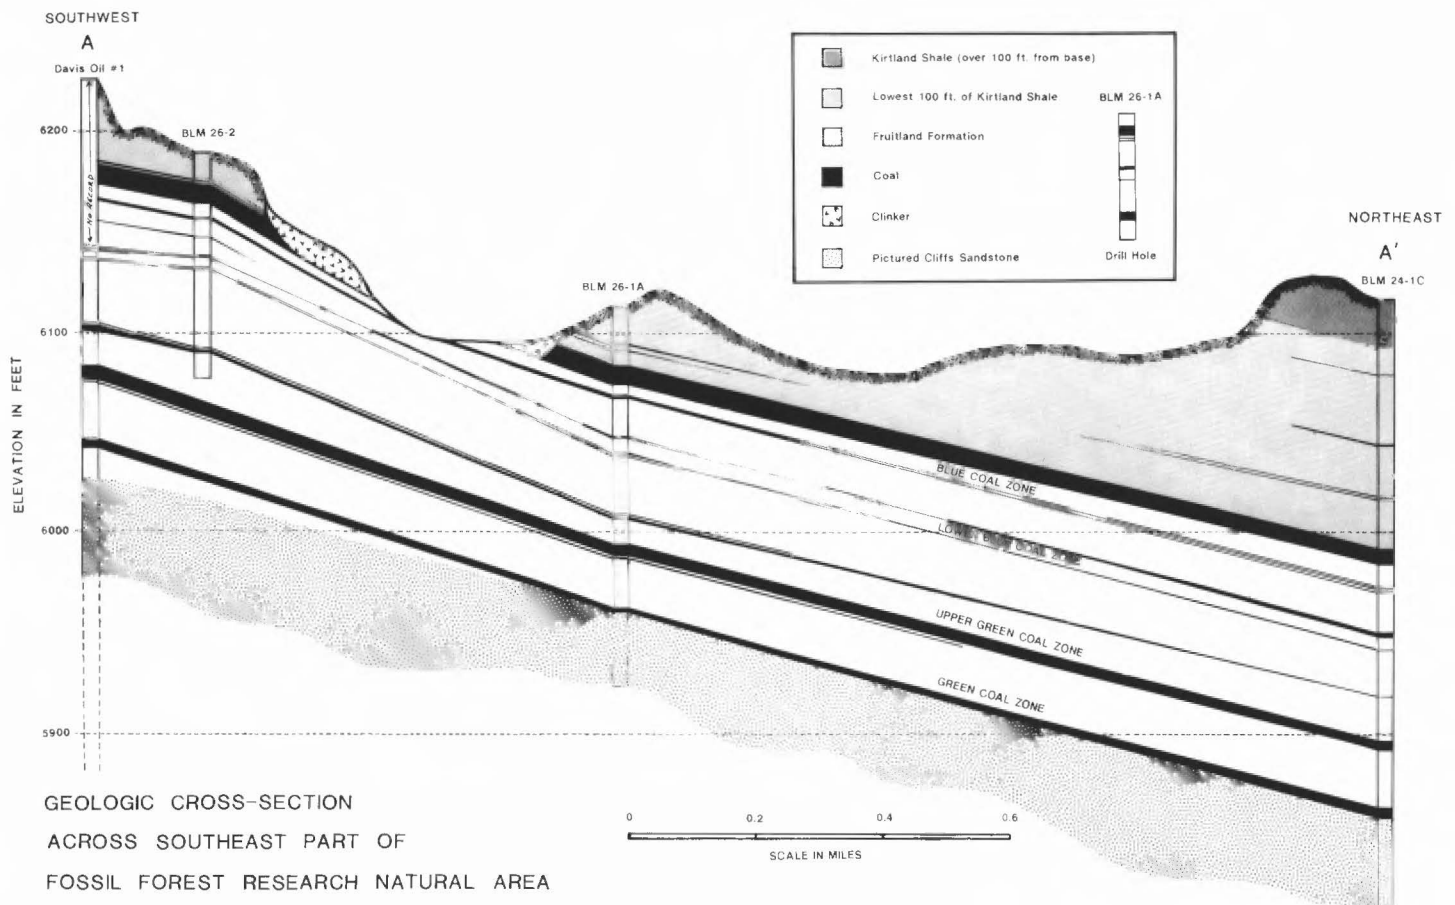 SOUTHWEST
A
Davis Oil #1
NO RECORD
BLM 26-2
6200
6100
6000
5900
ELEVATION IN FEET
BLM 26-1A
Kirtland Shale (over 100 ft. from base)
Lowest 100 ft. of Kirtland Shale
Fruitland Formation
Coal
Clinker
Pictured Cliffs Sandstone
BLM 26-1A
Drill Hole
NORTHEAST
A'
BLM 24-1C
BLUE COAL ZONE
LOWER BLUE COAL ZONE
UPPER GREEN COAL ZONE
GREEN COAL ZONE
GEOLOGIC CROSS-SECTION
ACROSS SOUTHEAST PART OF
FOSSIL FOREST RESEARCH NATURAL AREA
0 0.2 0.4 0.6
SCALE IN MILES